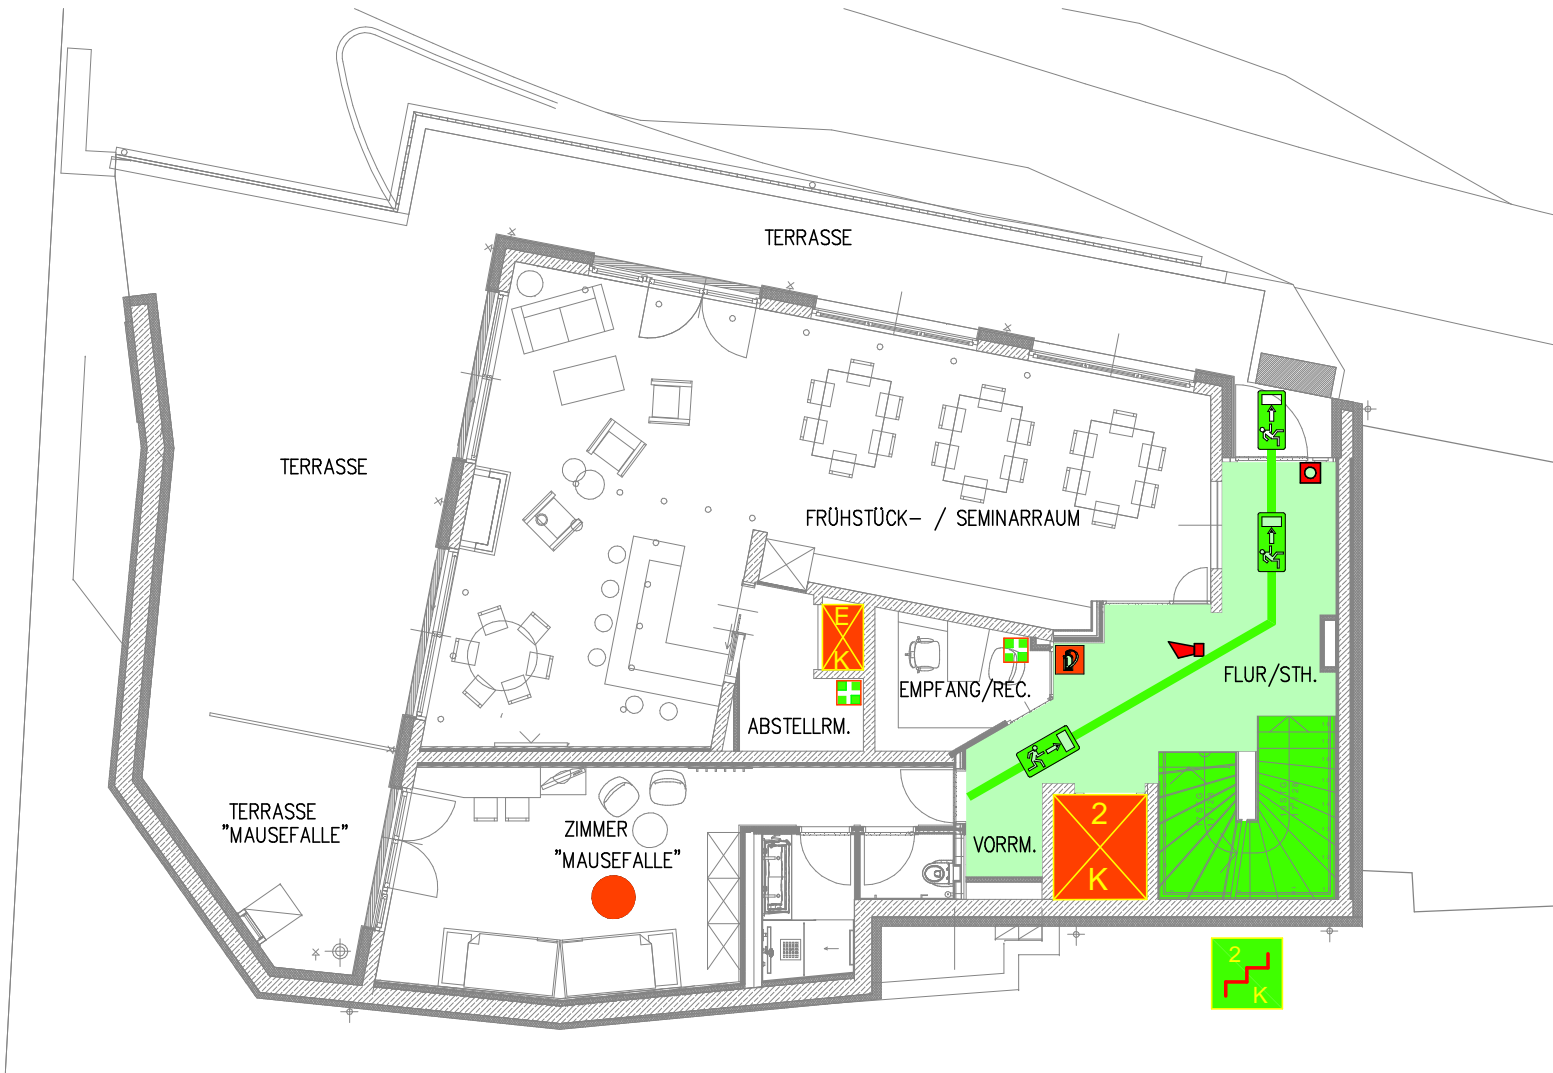 TERRASSE
TERRASSE
FRÜHSTÜCK- / SEMINARRAUM
E
K
EMPFANG/REC.
FLUR/STH.
ABSTELLRM.
TERRASSE
"MAUSEFALLE"
ZIMMER
"MAUSEFALLE"
VORRM.
2
K
2
K